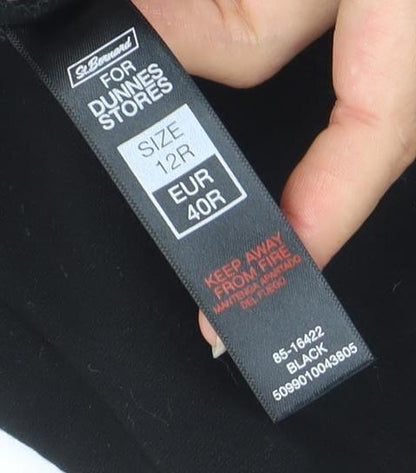 St. Bernard
FOR
DUNNES
STORES
SIZE
12R
EUR
40R
KEEP AWAY
FROM FIRE
MANTENGA APARTADO
DEL FUEGO
85-16422
BLACK
5099010043805